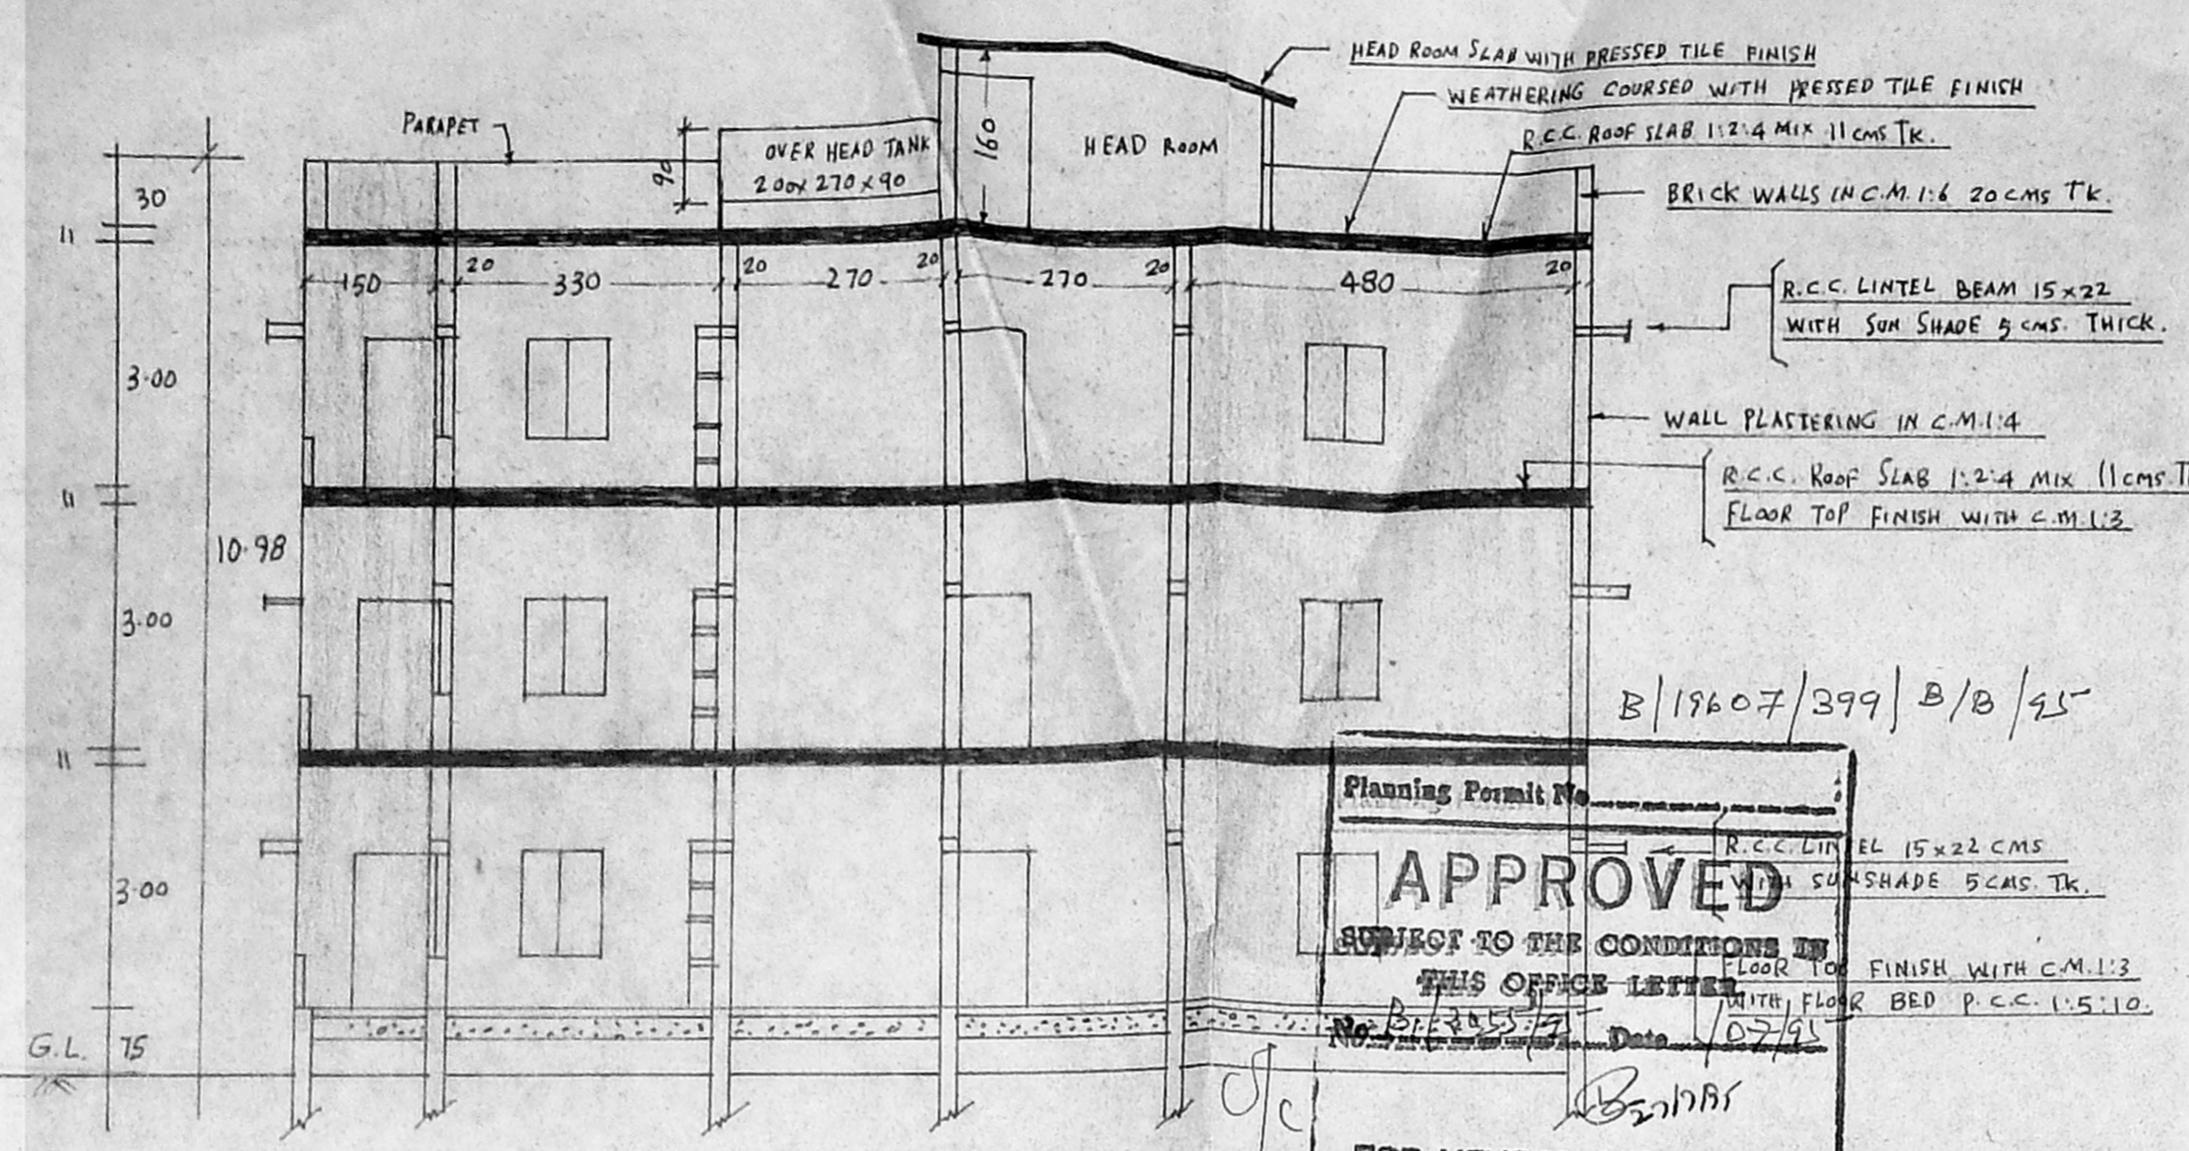 HEAD ROOM SLAB WITH PRESSED TILE FINISH
WEATHERING COURSED WITH PRESSED TILE FINISH
PARAPET
R.C.C. ROOF SLAB 1:2:4 MIX 11 CMS TK.
OVER HEAD TANK
200x270x90
90
160
HEAD ROOM
30
BRICK WALLS IN C.M. 1:6 20 CMS TK.
11
150
20
330
20
270
20
270
20
480
20
R.C.C. LINTEL BEAM 15x22
WITH SUN SHADE 5 CMS. THICK.
3.00
WALL PLASTERING IN C.M.1:4
R.C.C. ROOF SLAB 1:2:4 MIX 11 CMS.
FLOOR TOP FINISH WITH C.M.1:3
11
10.98
3.00
B/19607/399/B/B/95
11
Planning Permit No
R.C.C. LINTEL 15x22 CMS
WITH SUNSHADE 5 CMS. TK.
3.00
APPROVED
SUBJECT TO THE CONDITIONS IN
THIS OFFICE LETTER
FLOOR TOP FINISH WITH C.M.1:3
WITH FLOOR BED P.C.C. 1:5:10.
No. Date 07/95
G.L. 75
O/C